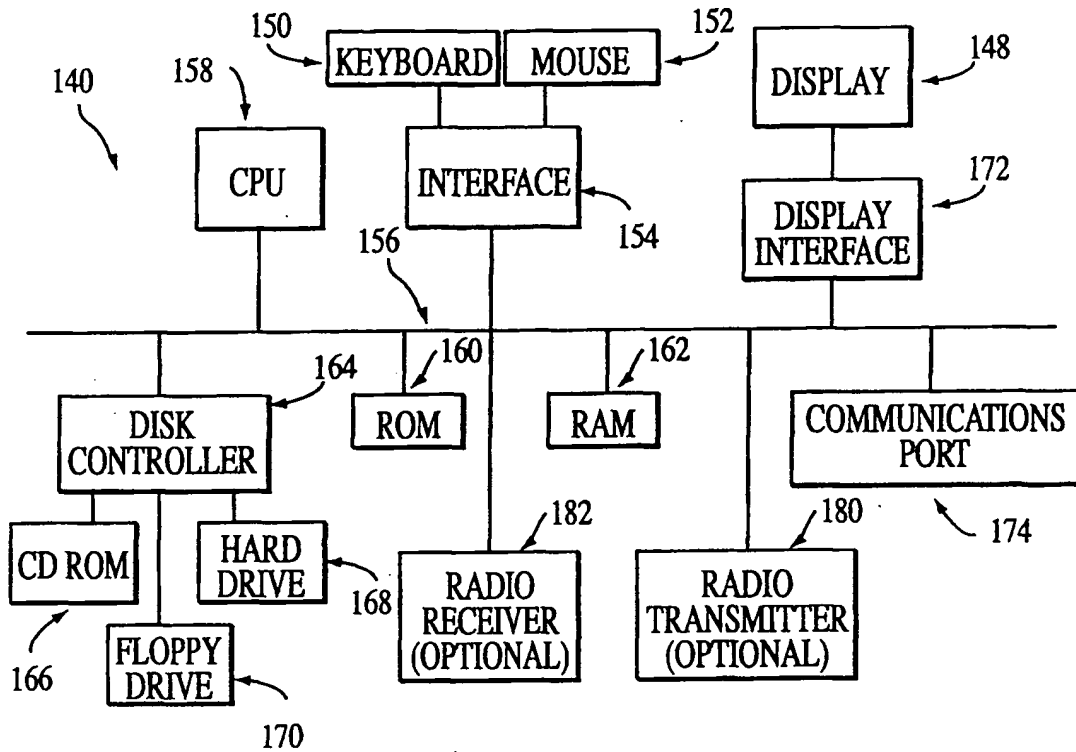 150
KEYBOARD
MOUSE
152
158
140
CPU
INTERFACE
154
DISPLAY
148
172
DISPLAY
INTERFACE
156
164
DISK
CONTROLLER
160
ROM
162
RAM
COMMUNICATIONS
PORT
174
CD ROM
166
HARD
DRIVE
168
FLOPPY
DRIVE
170
182
RADIO
RECEIVER
(OPTIONAL)
180
RADIO
TRANSMITTER
(OPTIONAL)